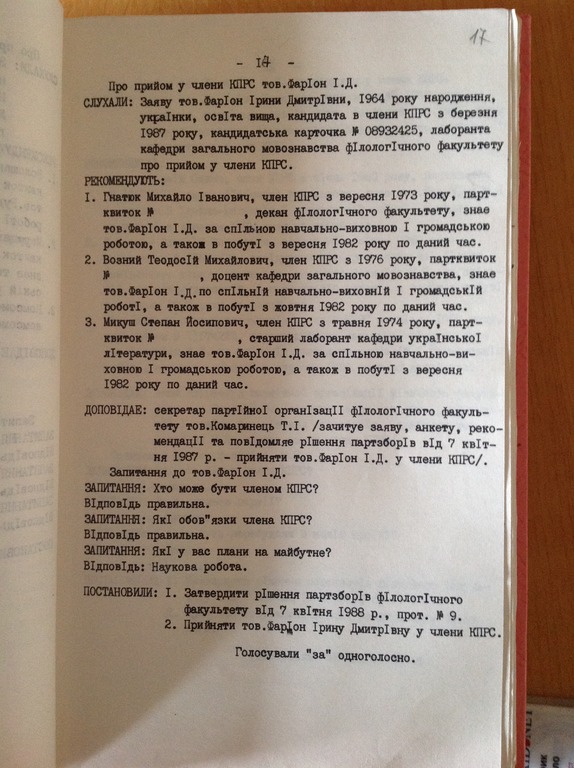 17
- 17 -
Про прийом у члени КПРС тов.Фаріон І.Д.
СЛУХАЛИ: Заяву тов.Фаріон Ірини Дмитрівни, 1964 року народження,
українки, освіта вища, кандидата в члени КПРС з березня
1987 року, кандидатська карточка № 08932425, лаборанта
кафедри загального мовознавства філологічного факультету
про прийом у члени КПРС.
РЕКОМЕНДУЮТЬ:
1. Гнатюк Михайло Іванович, член КПРС з вересня 1973 року, парт-
квиток № , декан філологічного факультету, знає
тов.Фаріон І.Д. за спільною навчально-виховною і громадською
роботою, а також в побуті з вересня 1982 року по даний час.
2. Возний Теодосій Михайлович, член КПРС з 1976 року, партквиток
№ , доцент кафедри загального мовознавства, знає
тов.Фаріон І.Д.по спільній навчально-виховній і громадській
роботі, а також в побуті з жовтня 1982 року по даний час.
3. Микуш Степан Йосипович, член КПРС з травня 1974 року, парт-
квиток № , старший лаборант кафедри української
літератури, знає тов.Фаріон І.Д. за спільною навчально-ви-
ховною і громадською роботою, а також в побуті з вересня
1982 року по даний час.
ДОПОВІДАЄ: секретар партійної організації філологічного факуль-
тету тов.Комаринець Т.І. /зачитує заяву, анкету, реко-
мендації та повідомляє рішення партзборів від 7 квіт-
ня 1987 р. - прийняти тов.Фаріон І.Д. у члени КПРС/.
Запитання до тов.Фаріон І.Д.
ЗАПИТАННЯ: Хто може бути членом КПРС?
Відповідь правильна.
ЗАПИТАННЯ: Які обов"язки члена КПРС?
Відповідь правильна.
ЗАПИТАННЯ: Які у вас плани на майбутнє?
Відповідь: Наукова робота.
ПОСТАНОВИЛИ: 1. Затвердити рішення партзборів філологічного
факультету від 7 квітня 1988 р., прот. № 9.
2. Прийняти тов.Фаріон Ірину Дмитрівну у члени КПРС.
Голосували "за" одноголосно.